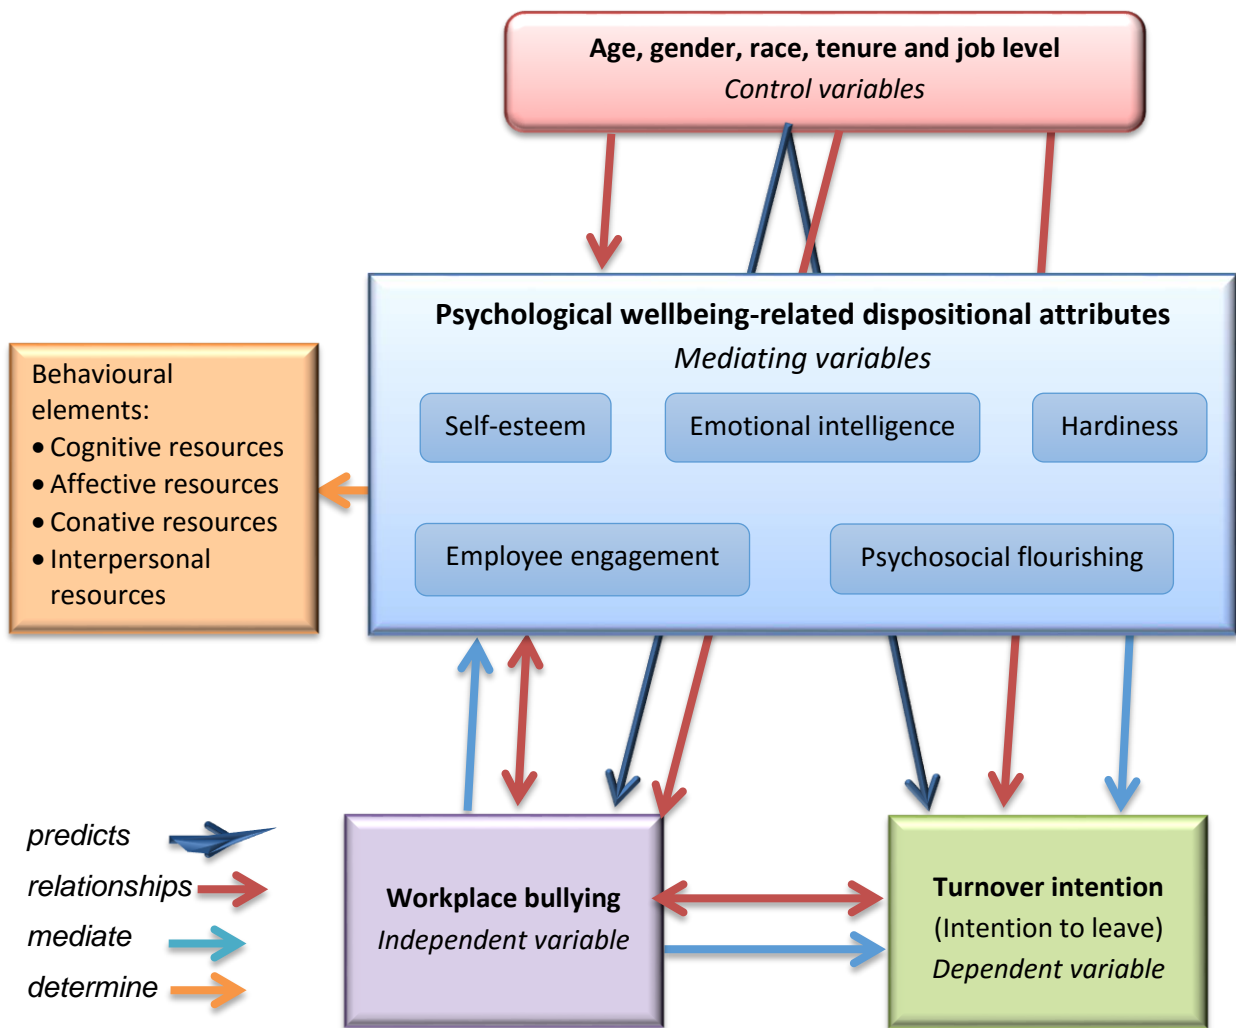 Age, gender, race, tenure and job level
Control variables
Psychological wellbeing-related dispositional attributes
Mediating variables
Self-esteem
Emotional intelligence
Hardiness
Employee engagement
Psychosocial flourishing
Behavioural
elements:
• Cognitive resources
• Affective resources
• Conative resources
• Interpersonal
resources
Workplace bullying
Independent variable
Turnover intention
(Intention to leave)
Dependent variable
predicts
relationships
mediate
determine